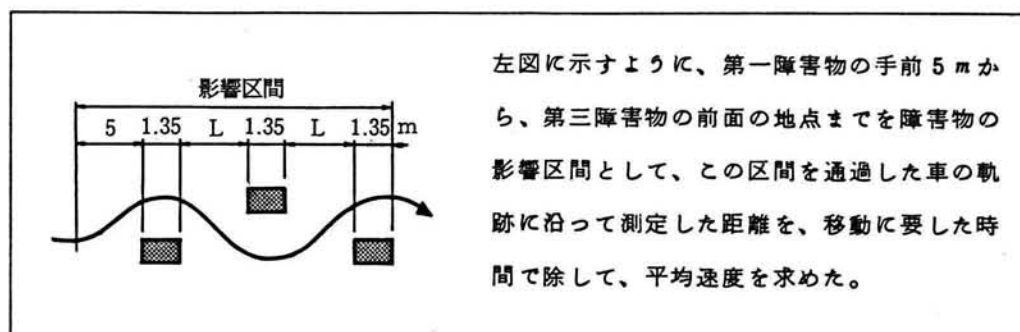 影響区間
5 1.35 L 1.35 L 1.35 m
左図に示すように、第一障害物の手前5mか
ら、第三障害物の前面の地点までを障害物の
影響区間として、この区間を通過した車の軌
跡に沿って測定した距離を、移動に要した時
間で除して、平均速度を求めた。